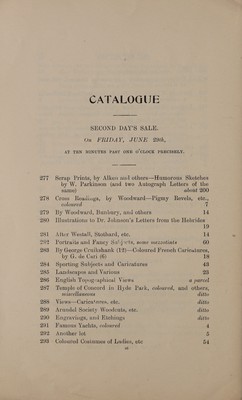 CATALOGUE
SECOND DAY'S SALE.
On FRIDAY, JUNE 29th,
AT TEN MINUTES PAST ONE O'CLOCK PRECISELY.
277 Scrap Prints, by Alken and others—Humorous Sketches
by W. Parkinson (and two Autograph Letters of the
same) about 200
278 Cross Readings, by Woodward—Pigmy Revels, etc.,
coloured 7
279 By Woodward, Bunbury, and others 14
280 Illustrations to Dr. Johnson's Letters from the Hebrides
19
281 After Westall, Stothard, etc. 14
282 Portraits and Fancy Subjects, some mezzotints 60
283 By George Cruikshank (12)—Coloured French Caricatures,
by G. de Cari (6) 18
284 Sporting Subjects and Caricatures 43
285 Landscapes and Various 23
286 English Topographical Views a parcel
287 Temple of Concord in Hyde Park, coloured, and others,
miscellaneous ditto
288 Views—Caricatures, etc. ditto
289 Arundel Society Woodcuts, etc. ditto
290 Engravings, and Etchings ditto
291 Famous Yachts, coloured 4
292 Another lot 5
293 Coloured Costumes of Ladies, etc 54